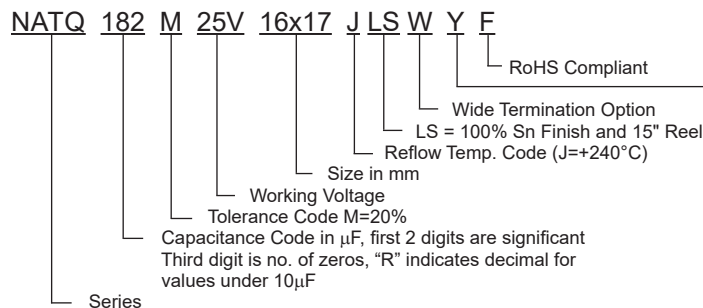 NATQ 182 M 25V 16x17 J LS W Y F
RoHS Compliant
Wide Termination Option
LS = 100% Sn Finish and 15" Reel
Reflow Temp. Code (J=+240°C)
Size in mm
Working Voltage
Tolerance Code M=20%
Capacitance Code in μF, first 2 digits are significant
Third digit is no. of zeros, “R” indicates decimal for
values under 10μF
Series